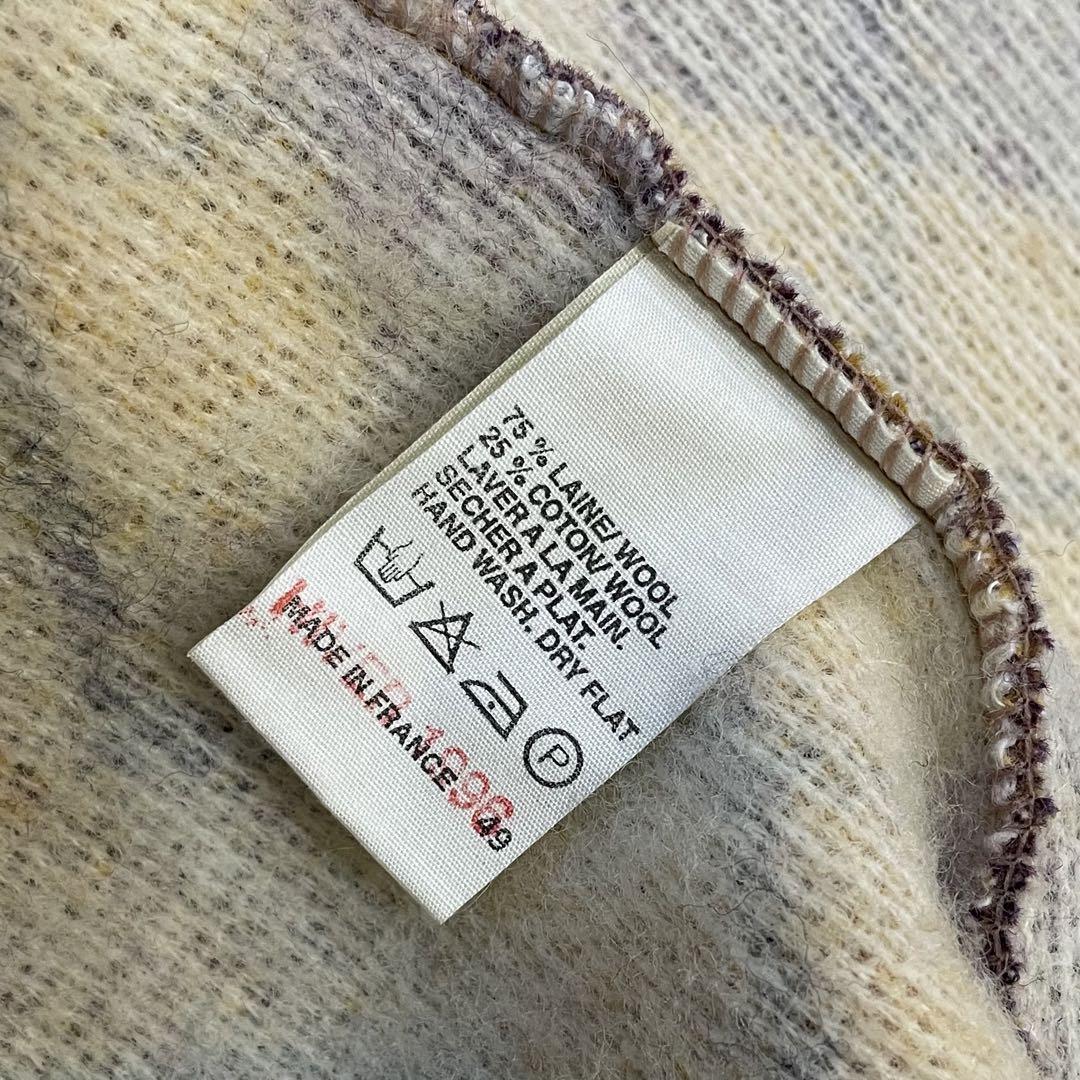 75 % LAINE/ WOOL
25 % COTON/ WOOL
LAVER A LA MAIN.
SECHER A PLAT.
HAND WASH. DRY FLAT
P
MADE IN FRANCE 49
1996